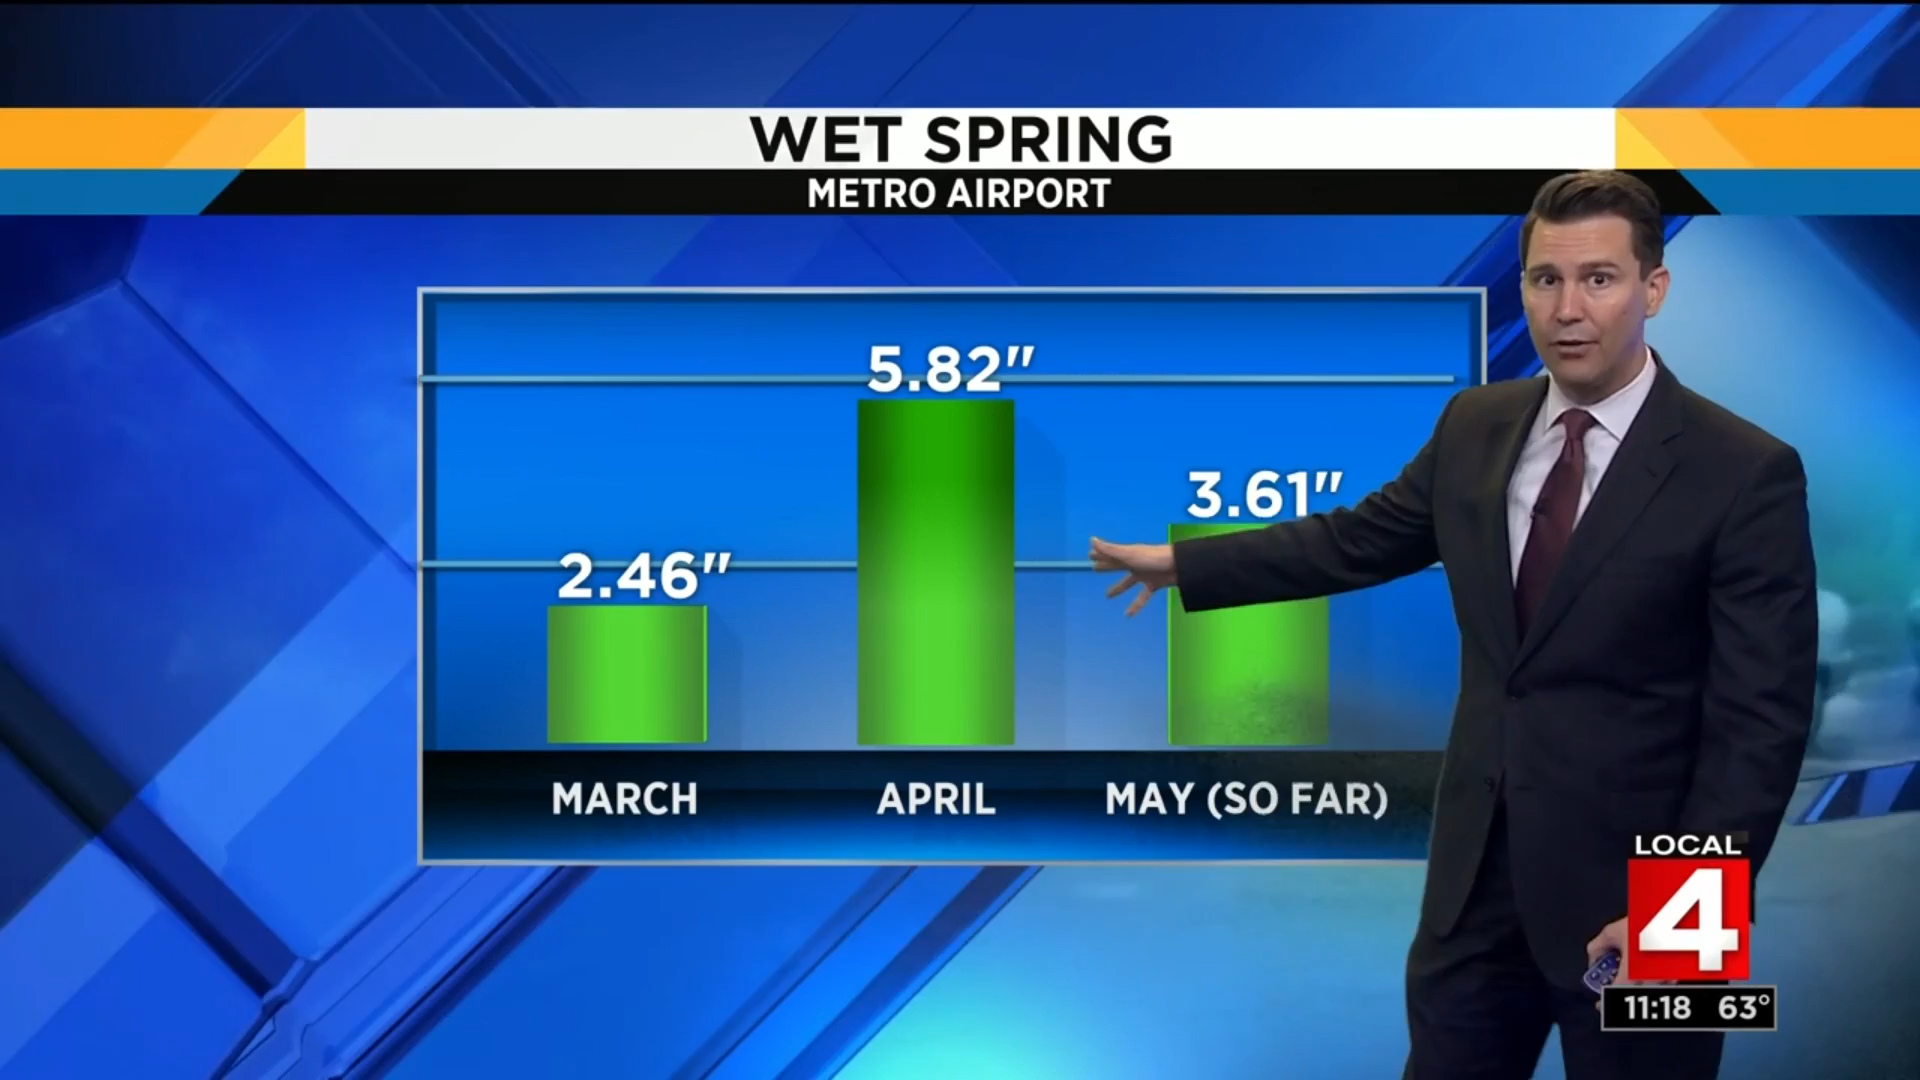 WET SPRING
METRO AIRPORT
5.82"
3.61"
2.46"
MARCH APRIL MAY (SO FAR)
LOCAL
4
11:18 63°